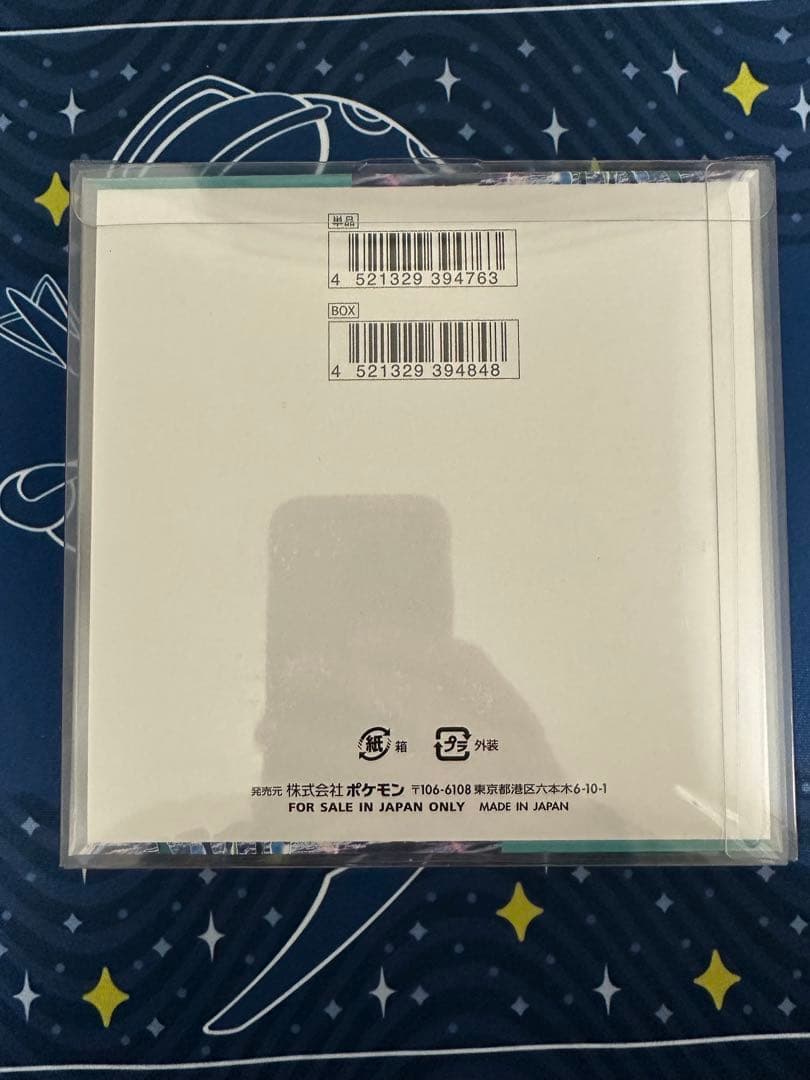 単品
4 521329 394763
BOX
4 521329 394848
紙 箱 プラ 外装
発売元 株式会社 ポケモン 〒106-6108 東京都港区六本木6-10-1
FOR SALE IN JAPAN ONLY MADE IN JAPAN